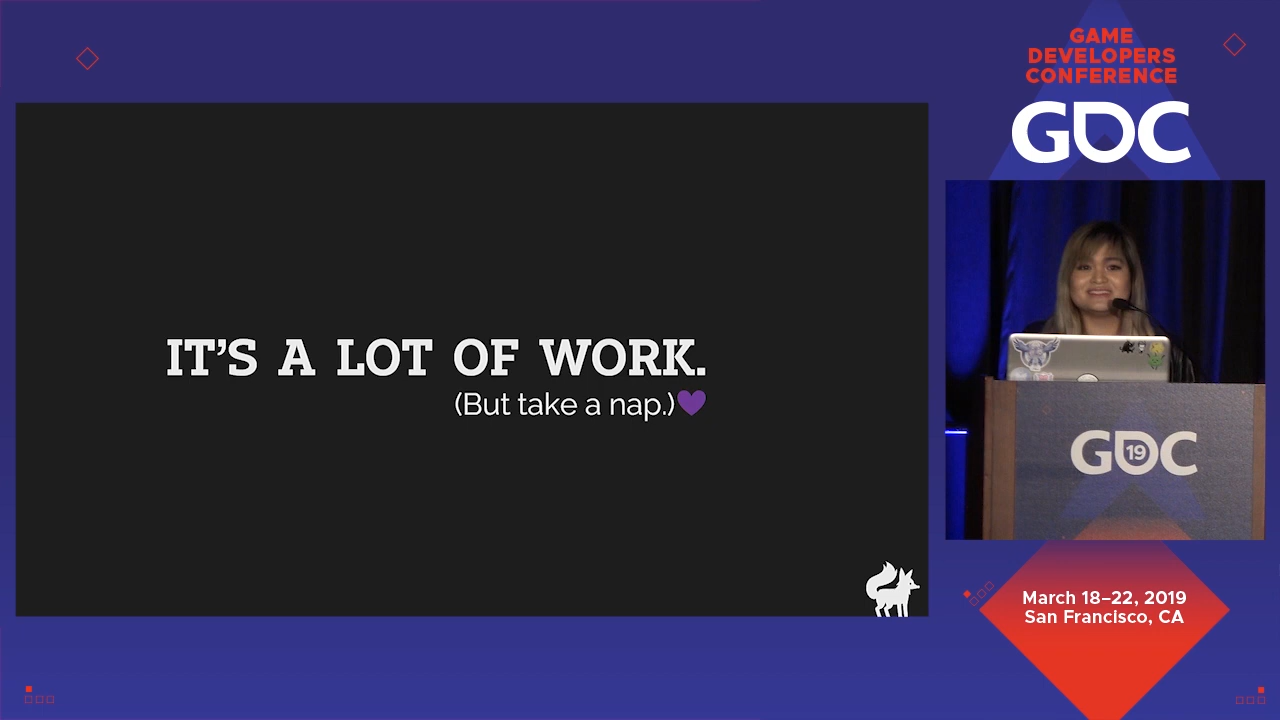 GAME
DEVELOPERS
CONFERENCE
GDC
IT’S A LOT OF WORK.
(But take a nap.)💜
GDC
19
March 18–22, 2019
San Francisco, CA